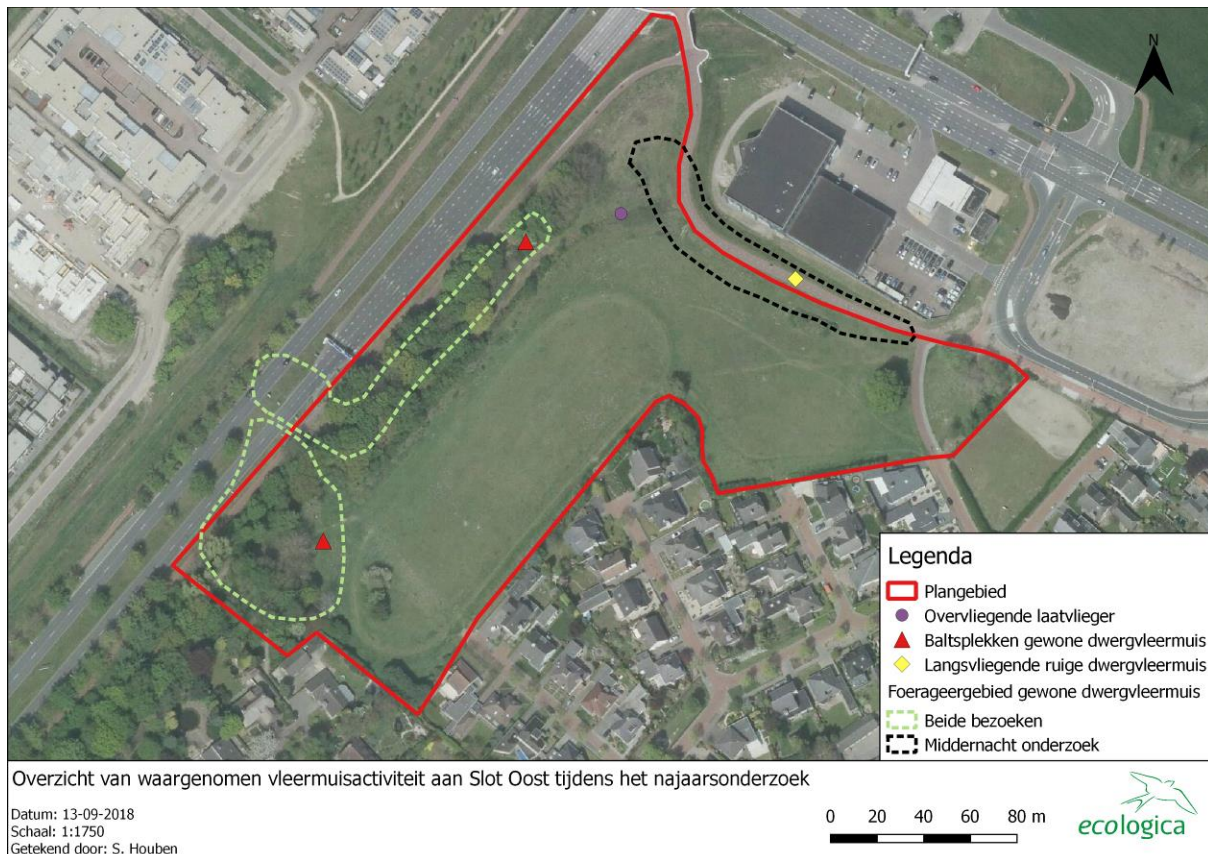 N
Legenda
Plangebied
Overvliegende laatvlieger
Baltsplekken gewone dwergvleermuis
Langsvliegende ruige dwergvleermuis
Foerageergebied gewone dwergvleermuis
Beide bezoeken
Middernacht onderzoek
Overzicht van waargenomen vleermuisactiviteit aan Slot Oost tijdens het najaarsonderzoek
Datum: 13-09-2018
Schaal: 1:1750
Getekend door: S. Houben
0 20 40 60 80 m
ecologica